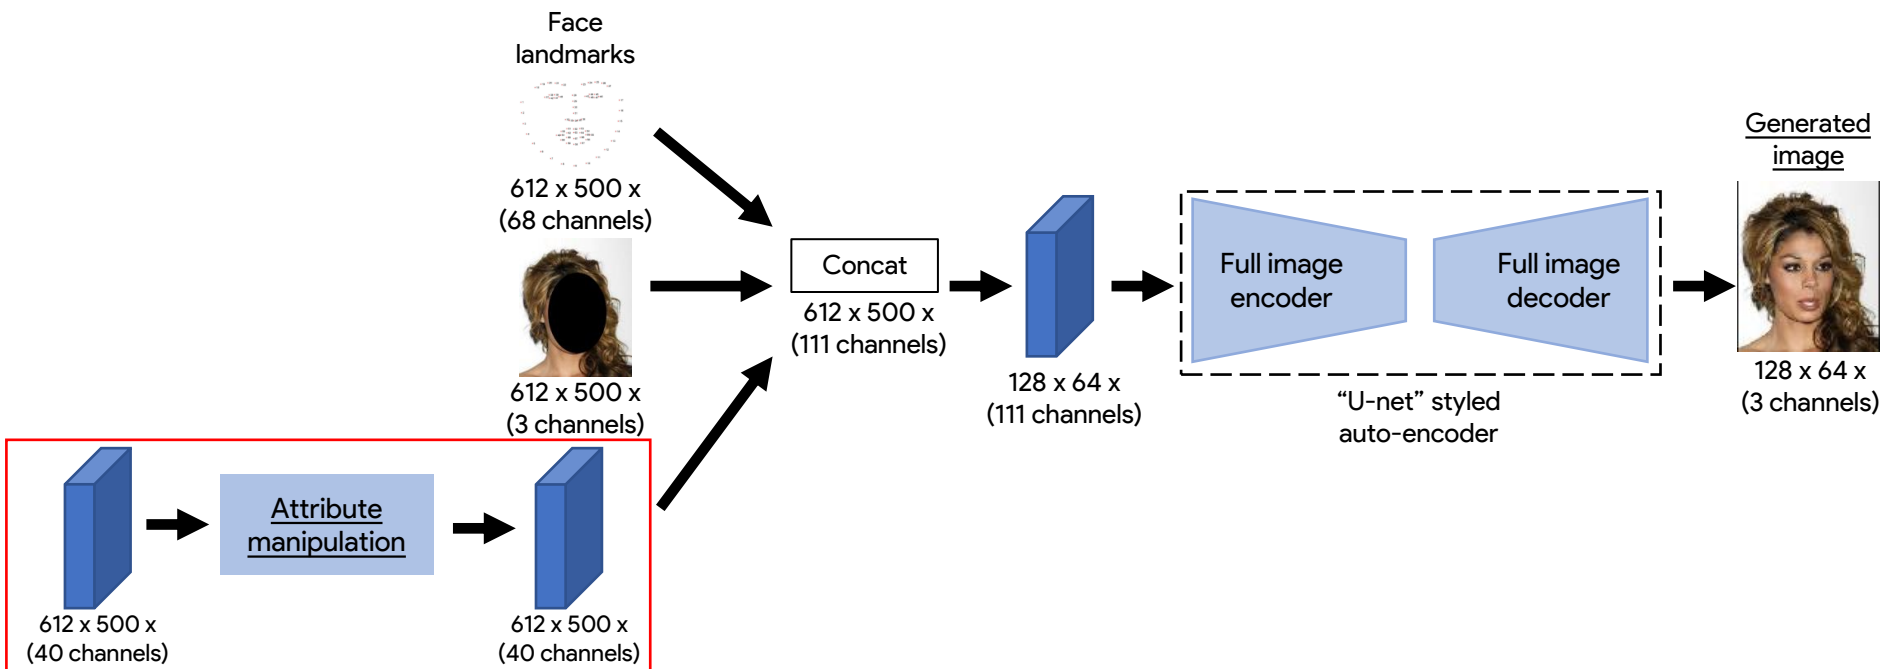 Face
landmarks
612 x 500 x
(68 channels)
612 x 500 x
(3 channels)
Attribute
manipulation
612 x 500 x
(40 channels)
612 x 500 x
(40 channels)
Concat
612 x 500 x
(111 channels)
128 x 64 x
(111 channels)
Full image
encoder
Full image
decoder
“U-net” styled
auto-encoder
Generated
image
128 x 64 x
(3 channels)